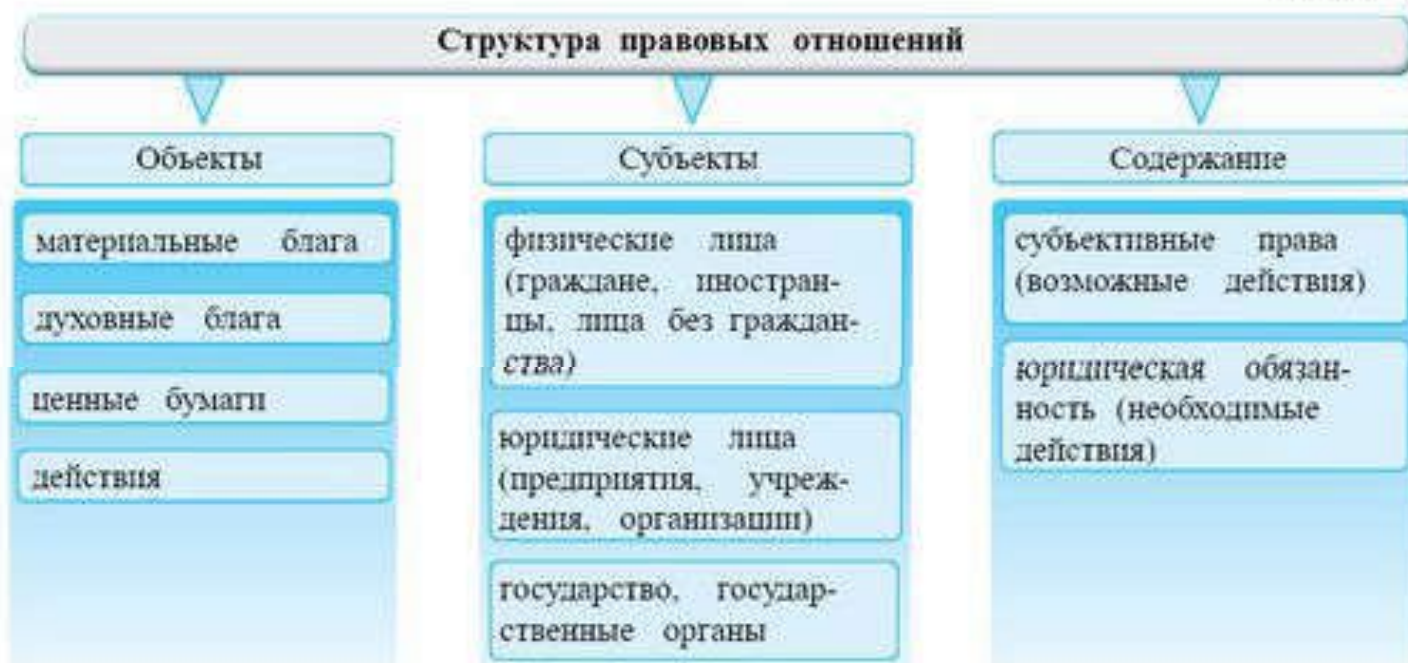 Структура правовых отношений
Объекты
материальные блага
духовные блага
ценные бумаги
действия
Субъекты
физические лица
(граждане, иностран-
цы, лица без граждан-
ства)
юридические лица
(предприятия, учреж-
дения, организации)
государство, государ-
ственные органы
Содержание
субъективные права
(возможные действия)
юридическая обязан-
ность (необходимые
действия)